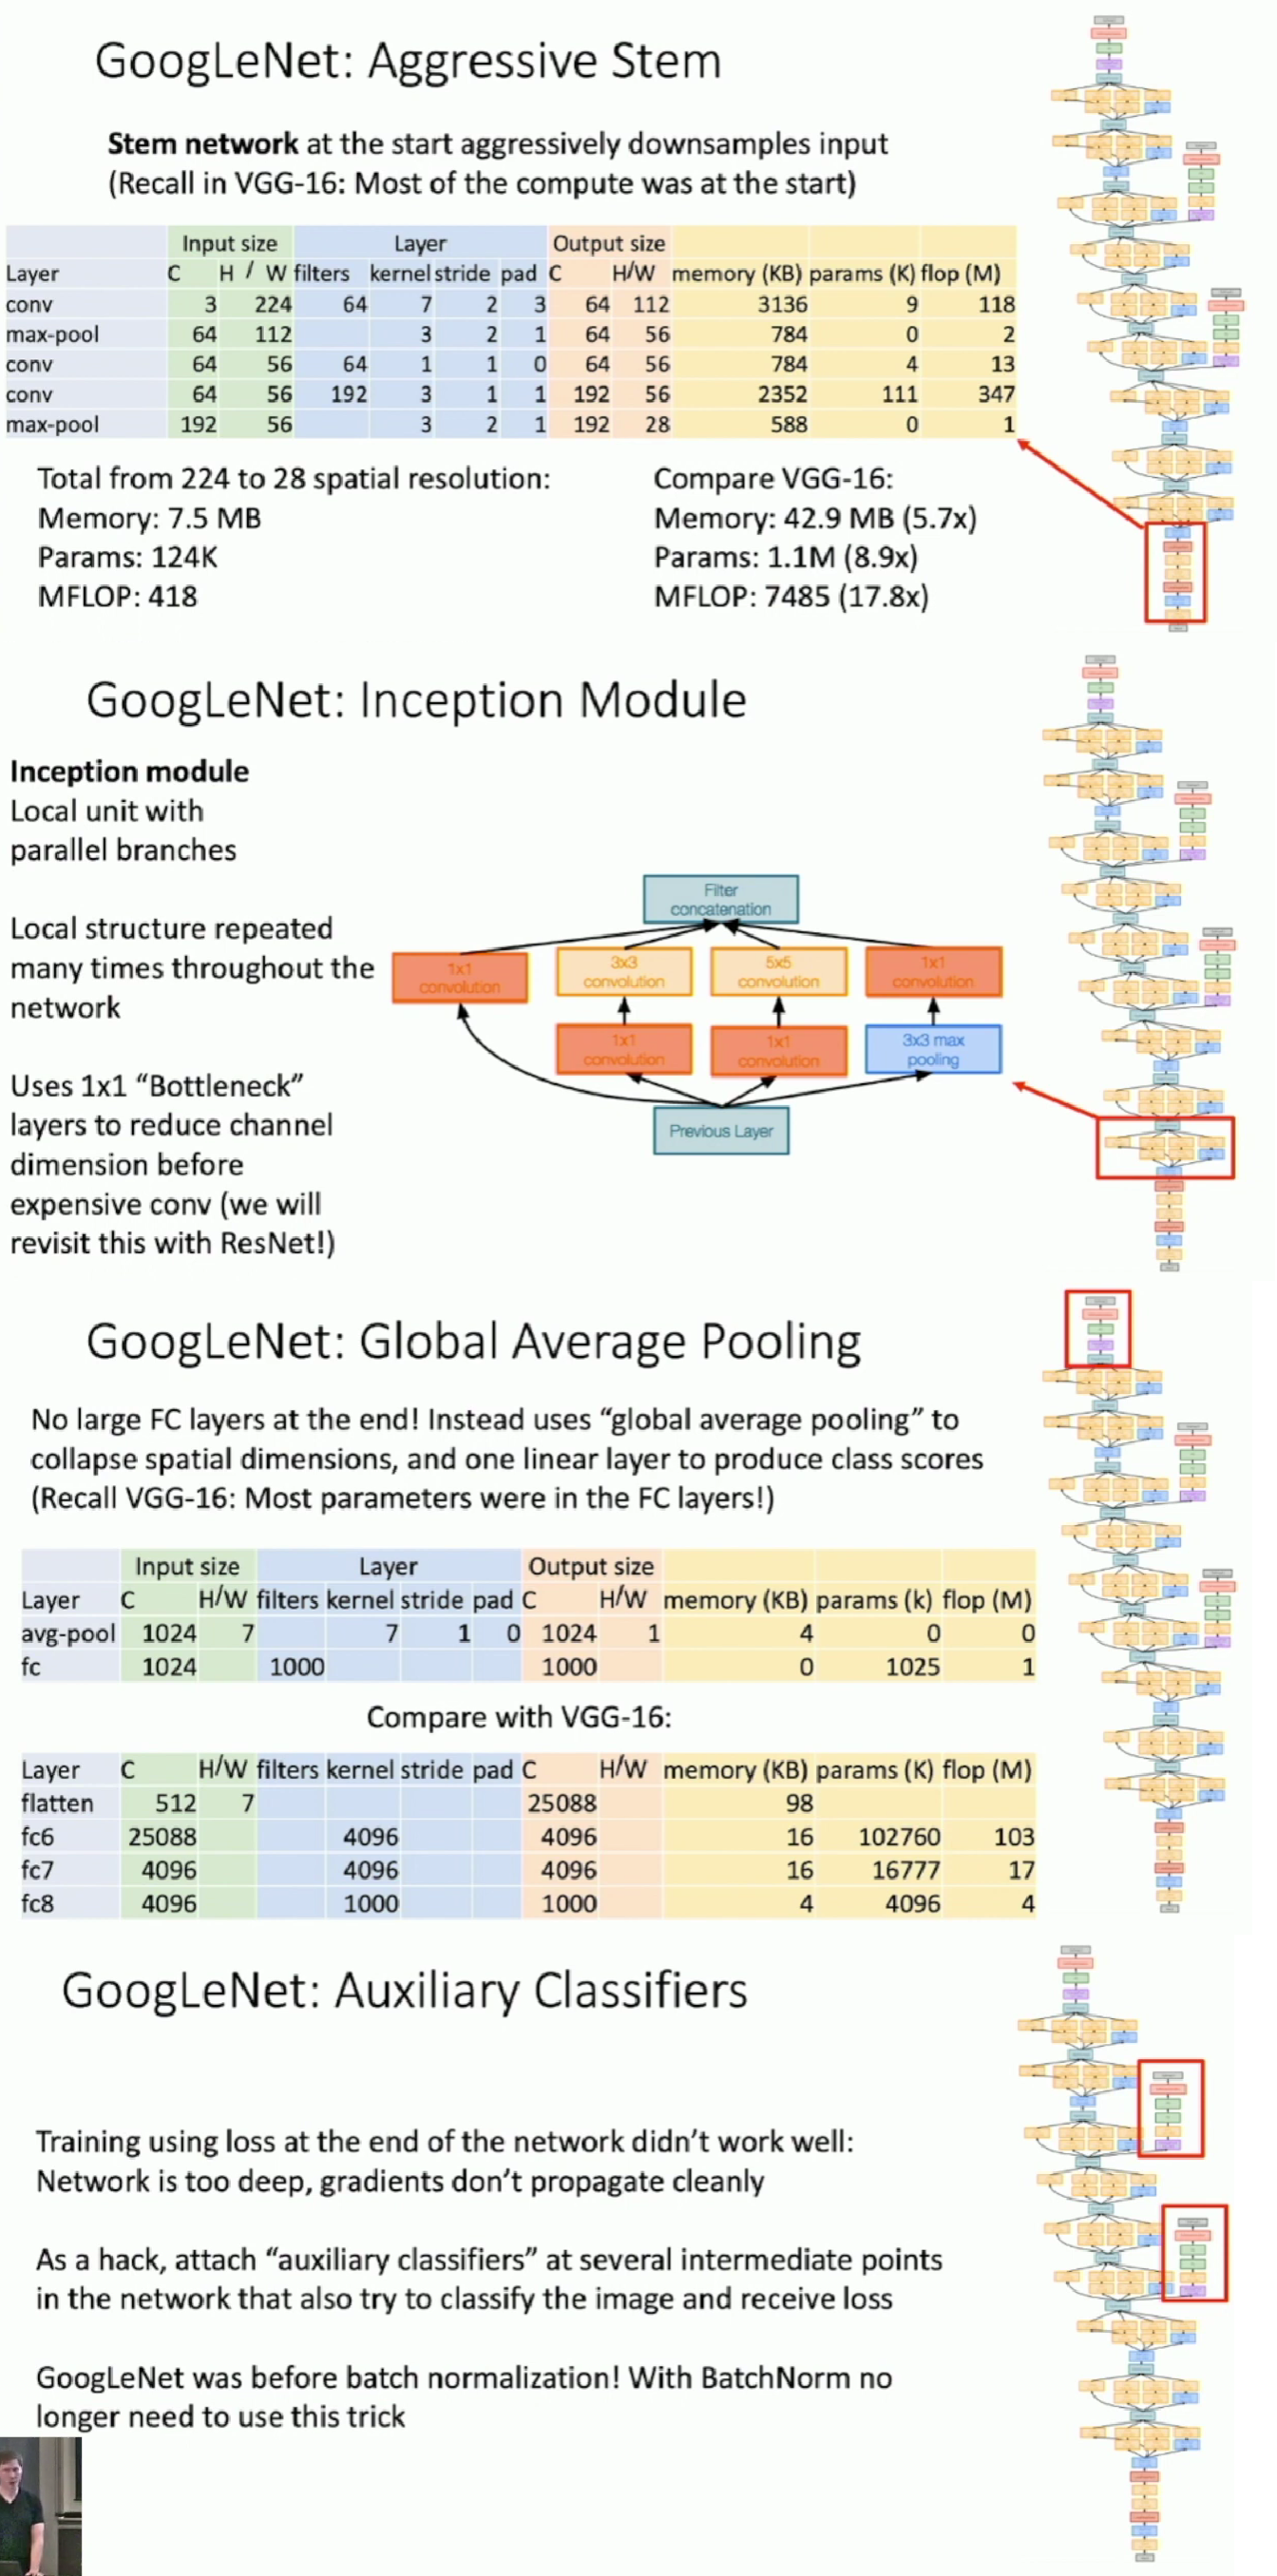 GoogLeNet: Aggressive Stem
Stem network at the start aggressively downsamples input
(Recall in VGG-16: Most of the compute was at the start)
Input size Layer Output size
Layer C H / W filters kernel stride pad C H/W memory (KB) params (K) flop (M)
conv 3 224 64 7 2 3 64 112 3136 9 118
max-pool 64 112 3 2 1 64 56 784 0 2
conv 64 56 64 1 1 0 64 56 784 4 13
conv 64 56 192 3 1 1 192 56 2352 111 347
max-pool 192 56 3 2 1 192 28 588 0 1
Total from 224 to 28 spatial resolution:
Memory: 7.5 MB
Params: 124K
MFLOP: 418
Compare VGG-16:
Memory: 42.9 MB (5.7x)
Params: 1.1M (8.9x)
MFLOP: 7485 (17.8x)
GoogLeNet: Inception Module
Inception module
Local unit with
parallel branches
Local structure repeated
many times throughout the
network
Uses 1x1 “Bottleneck”
layers to reduce channel
dimension before
expensive conv (we will
revisit this with ResNet!)
Filter
concatenation
1x1
convolution
3x3
convolution
5x5
convolution
1x1
convolution
1x1
convolution
1x1
convolution
3x3 max
pooling
Previous Layer
GoogLeNet: Global Average Pooling
No large FC layers at the end! Instead uses “global average pooling” to
collapse spatial dimensions, and one linear layer to produce class scores
(Recall VGG-16: Most parameters were in the FC layers!)
Input size Layer Output size
Layer C H/W filters kernel stride pad C H/W memory (KB) params (k) flop (M)
avg-pool 1024 7 7 1 0 1024 1 4 0 0
fc 1024 1000 1000 0 1025 1
Compare with VGG-16:
Layer C H/W filters kernel stride pad C H/W memory (KB) params (K) flop (M)
flatten 512 7 25088 98
fc6 25088 4096 4096 16 102760 103
fc7 4096 4096 4096 16 16777 17
fc8 4096 1000 1000 4 4096 4
GoogLeNet: Auxiliary Classifiers
Training using loss at the end of the network didn’t work well:
Network is too deep, gradients don’t propagate cleanly
As a hack, attach “auxiliary classifiers” at several intermediate points
in the network that also try to classify the image and receive loss
GoogLeNet was before batch normalization! With BatchNorm no
longer need to use this trick